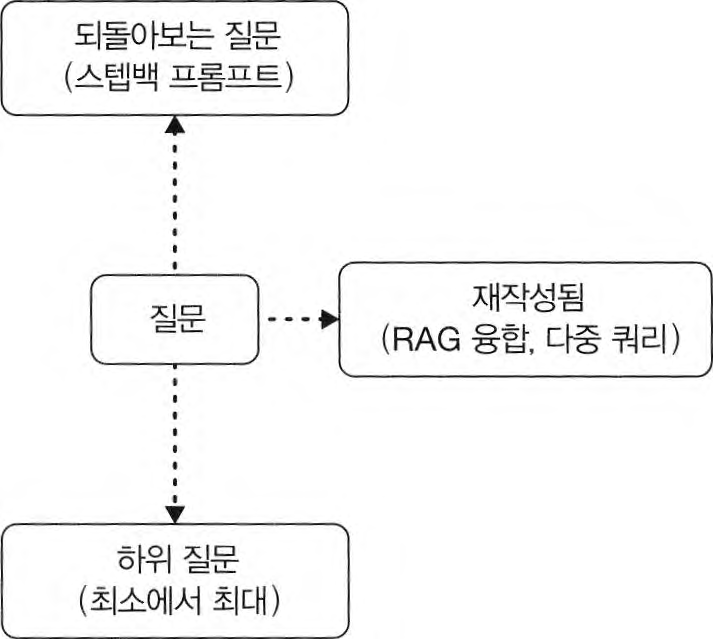 되돌아보는 질문
(스텝백 프롬프트)
질문
재작성됨
(RAG 융합, 다중 쿼리)
하위 질문
(최소에서 최대)